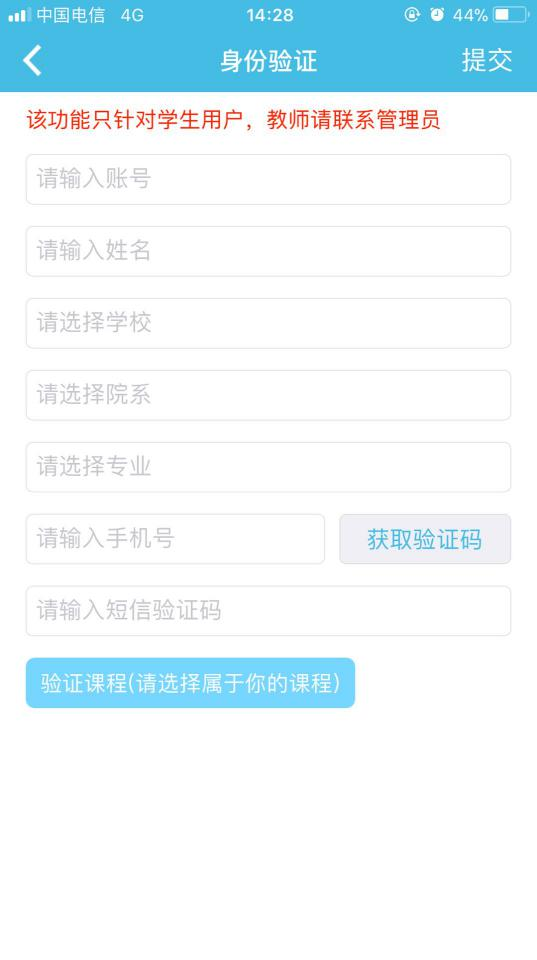 中国电信 4G 14:28 44%
身份验证 提交
该功能只针对学生用户，教师请联系管理员
请输入账号
请输入姓名
请选择学校
请选择院系
请选择专业
请输入手机号 获取验证码
请输入短信验证码
验证课程(请选择属于你的课程)